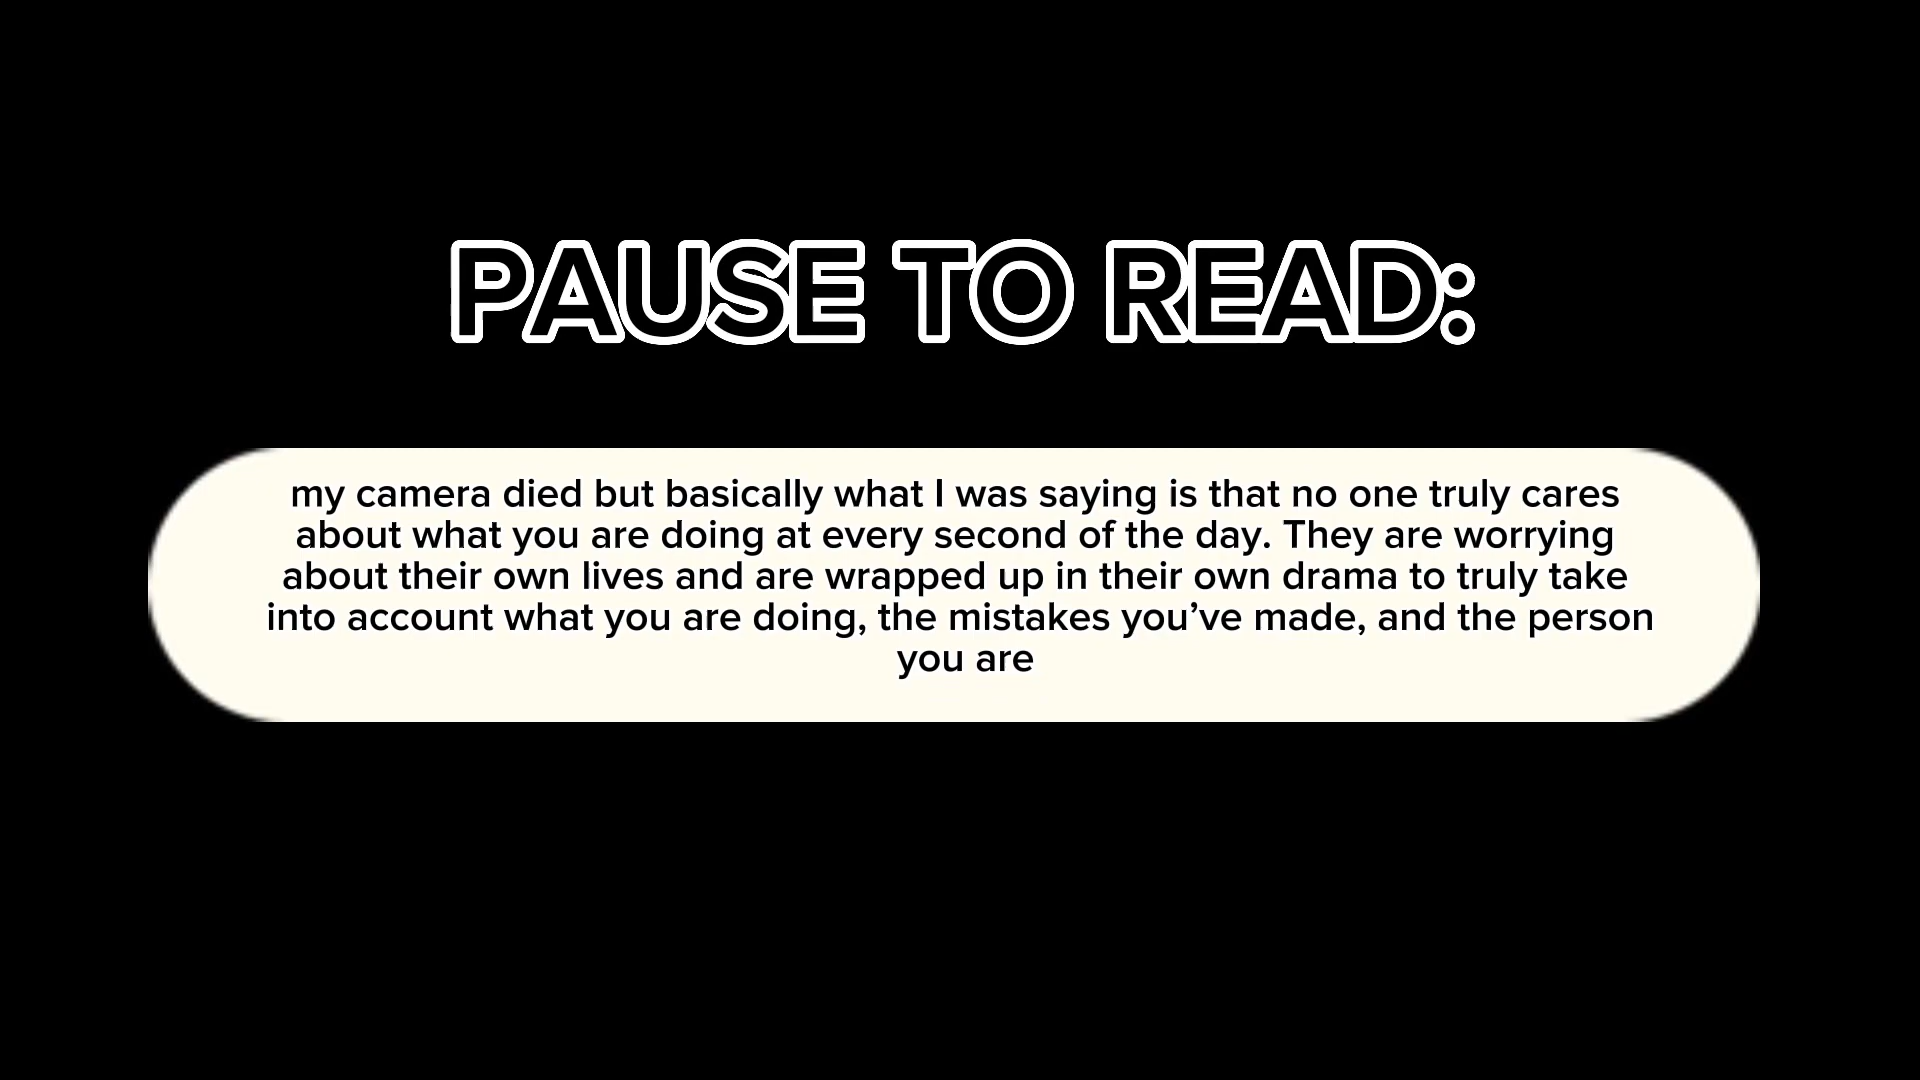 PAUSE TO READ:
my camera died but basically what I was saying is that no one truly cares
about what you are doing at every second of the day. They are worrying
about their own lives and are wrapped up in their own drama to truly take
into account what you are doing, the mistakes you’ve made, and the person
you are